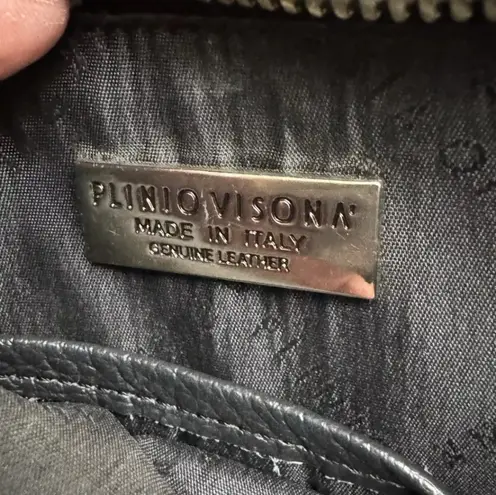 PLINIO VISONA'
MADE IN ITALY
GENUINE LEATHER